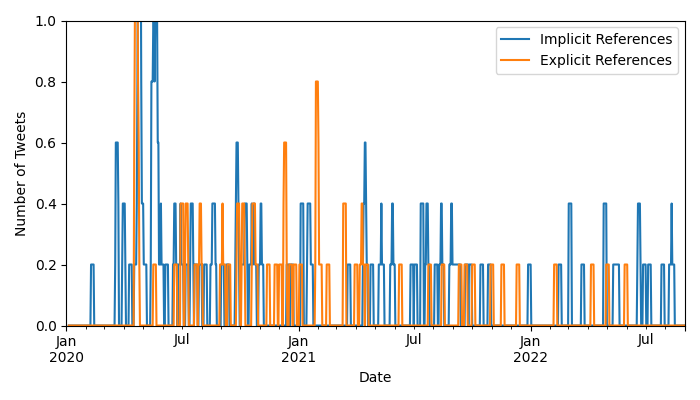 1.0
0.8
0.6
0.4
0.2
0.0
Number of Tweets
Implicit References
Explicit References
Jan Jul Jan Jul Jan Jul
2020 2021 2022
Date